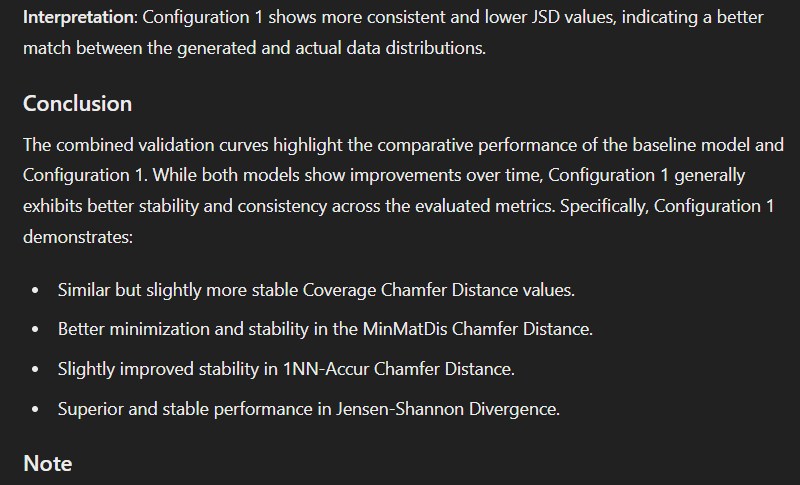 Interpretation: Configuration 1 shows more consistent and lower JSD values, indicating a better
match between the generated and actual data distributions.
Conclusion
The combined validation curves highlight the comparative performance of the baseline model and
Configuration 1. While both models show improvements over time, Configuration 1 generally
exhibits better stability and consistency across the evaluated metrics. Specifically, Configuration 1
demonstrates:
• Similar but slightly more stable Coverage Chamfer Distance values.
• Better minimization and stability in the MinMatDis Chamfer Distance.
• Slightly improved stability in 1NN-Accur Chamfer Distance.
• Superior and stable performance in Jensen-Shannon Divergence.
Note